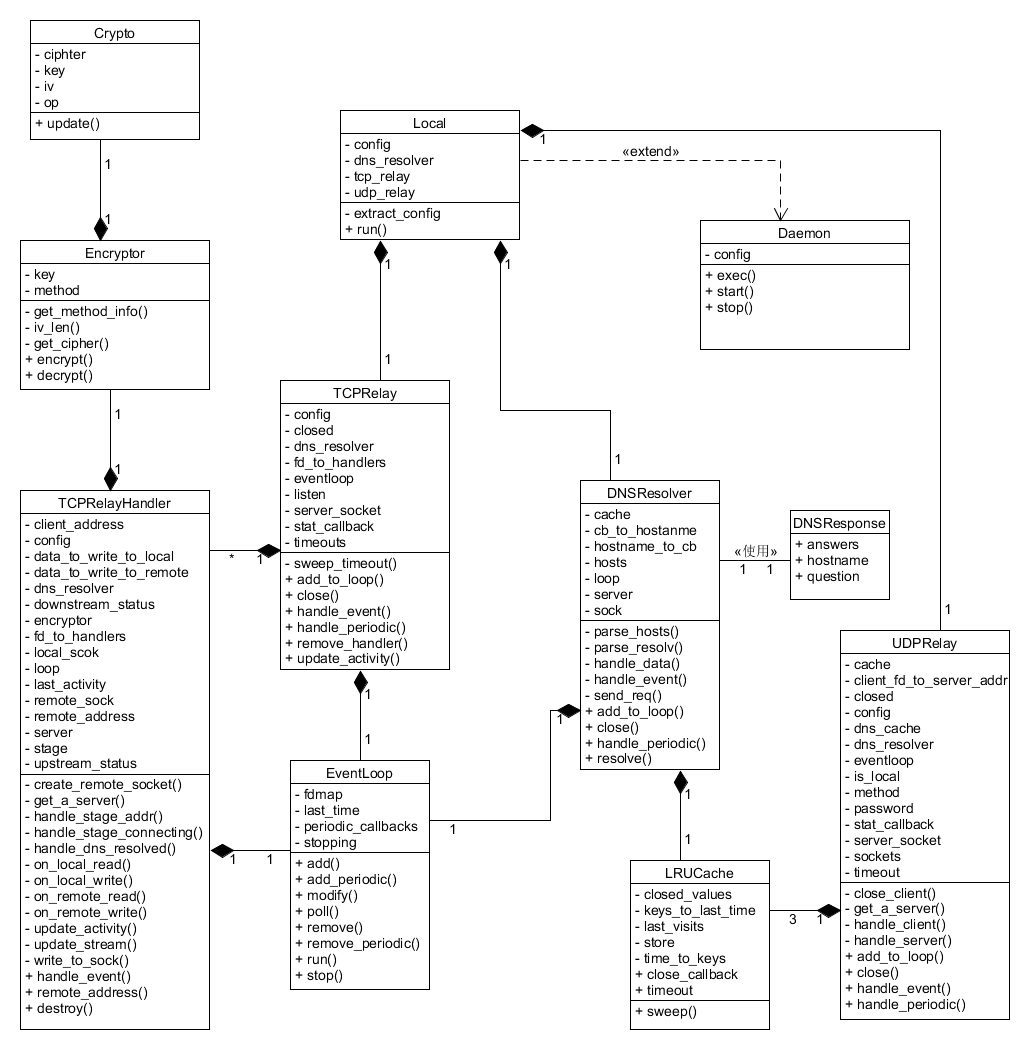 Crypto
- ciphter
- key
- iv
- op
+ update()
1
1
Encryptor
- key
- method
- get_method_info()
- iv_len()
- get_cipher()
+ encrypt()
+ decrypt()
1
1
TCPRelayHandler
- client_address
- config
- data_to_write_to_local
- data_to_write_to_remote
- dns_resolver
- downstream_status
- encryptor
- fd_to_handlers
- local_scok
- loop
- last_activity
- remote_sock
- remote_address
- server
- stage
- upstream_status
- create_remote_socket()
- get_a_server()
- handle_stage_addr()
- handle_stage_connecting()
- handle_dns_resolved()
- on_local_read()
- on_local_write()
- on_remote_read()
- on_remote_write()
- update_activity()
- update_stream()
- write_to_sock()
+ handle_event()
+ remote_address()
+ destroy()
* 1
1 1
Local
- config
- dns_resolver
- tcp_relay
- udp_relay
- extract_config
+ run()
1
«extend»
1
1
1
Daemon
- config
+ exec()
+ start()
+ stop()
TCPRelay
- config
- closed
- dns_resolver
- fd_to_handlers
- eventloop
- listen
- server_socket
- stat_callback
- timeouts
- sweep_timeout()
+ add_to_loop()
+ close()
+ handle_event()
+ handle_periodic()
+ remove_handler()
+ update_activity()
1
1
EventLoop
- fdmap
- last_time
- periodic_callbacks
- stopping
+ add()
+ add_periodic()
+ modify()
+ poll()
+ remove()
+ remove_periodic()
+ run()
+ stop()
1
1
1
DNSResolver
- cache
- cb_to_hostanme
- hostname_to_cb
- hosts
- loop
- server
- sock
- parse_hosts()
- parse_resolv()
- handle_data()
- handle_event()
- send_req()
+ add_to_loop()
+ close()
+ handle_periodic()
+ resolve()
«使用»
1 1
DNSResponse
+ answers
+ hostname
+ question
1
1
LRUCache
- closed_values
- keys_to_last_time
- last_visits
- store
- time_to_keys
+ close_callback
+ timeout
+ sweep()
3 1
1
UDPRelay
- cache
- client_fd_to_server_addr
- closed
- config
- dns_cache
- dns_resolver
- eventloop
- is_local
- method
- password
- stat_callback
- server_socket
- sockets
- timeout
- close_client()
- get_a_server()
- handle_client()
- handle_server()
+ add_to_loop()
+ close()
+ handle_event()
+ handle_periodic()